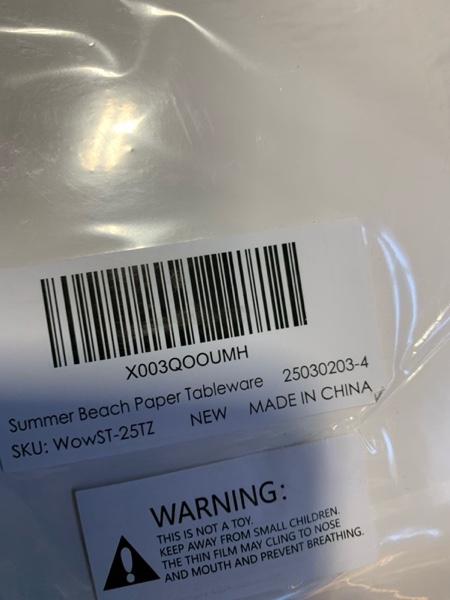 X003QOOUMH
Summer Beach Paper Tableware 25030203-4
SKU: WowST-25TZ NEW MADE IN CHINA
WARNING:
THIS IS NOT A TOY.
KEEP AWAY FROM SMALL CHILDREN.
THE THIN FILM MAY CLING TO NOSE
AND MOUTH AND PREVENT BREATHING.